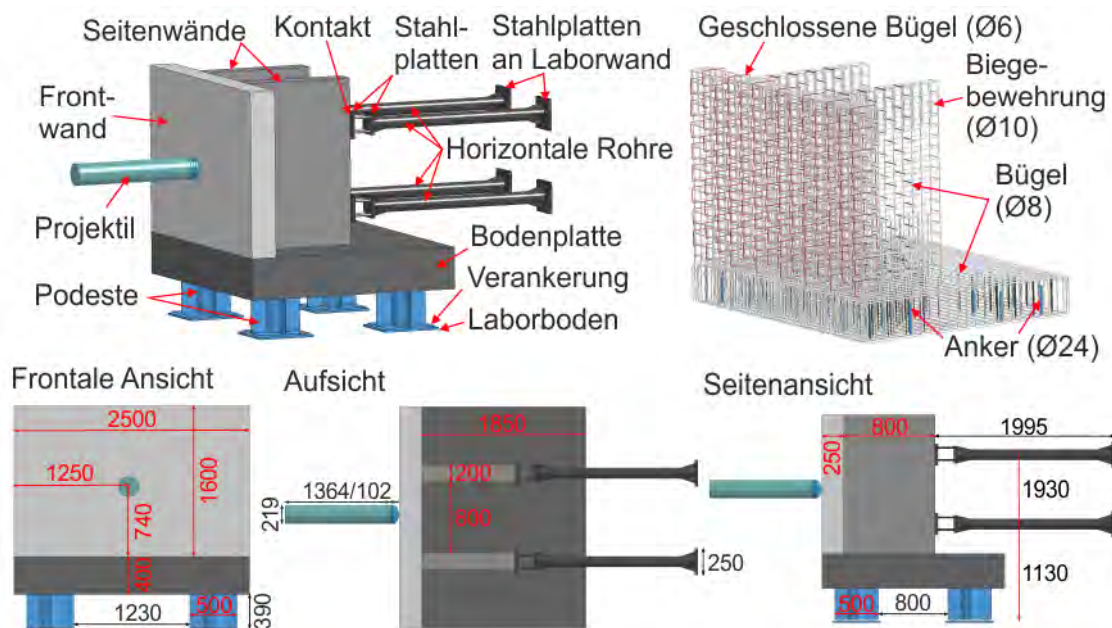 Seitenwände
Kontakt
Stahl-
platten
Stahlplatten
an Laborwand
Front-
wand
Horizontale Rohre
Projektil
Bodenplatte
Podeste
Verankerung
Laborboden
Geschlossene Bügel (Ø6)
Biege-
bewehrung
(Ø10)
Bügel
(Ø8)
Anker (Ø24)
Frontale Ansicht
2500
1250
1600
740
400
1230
500
390
Aufsicht
1850
1364/102
200
219
800
250
Seitenansicht
800
1995
250
1930
1130
500
800